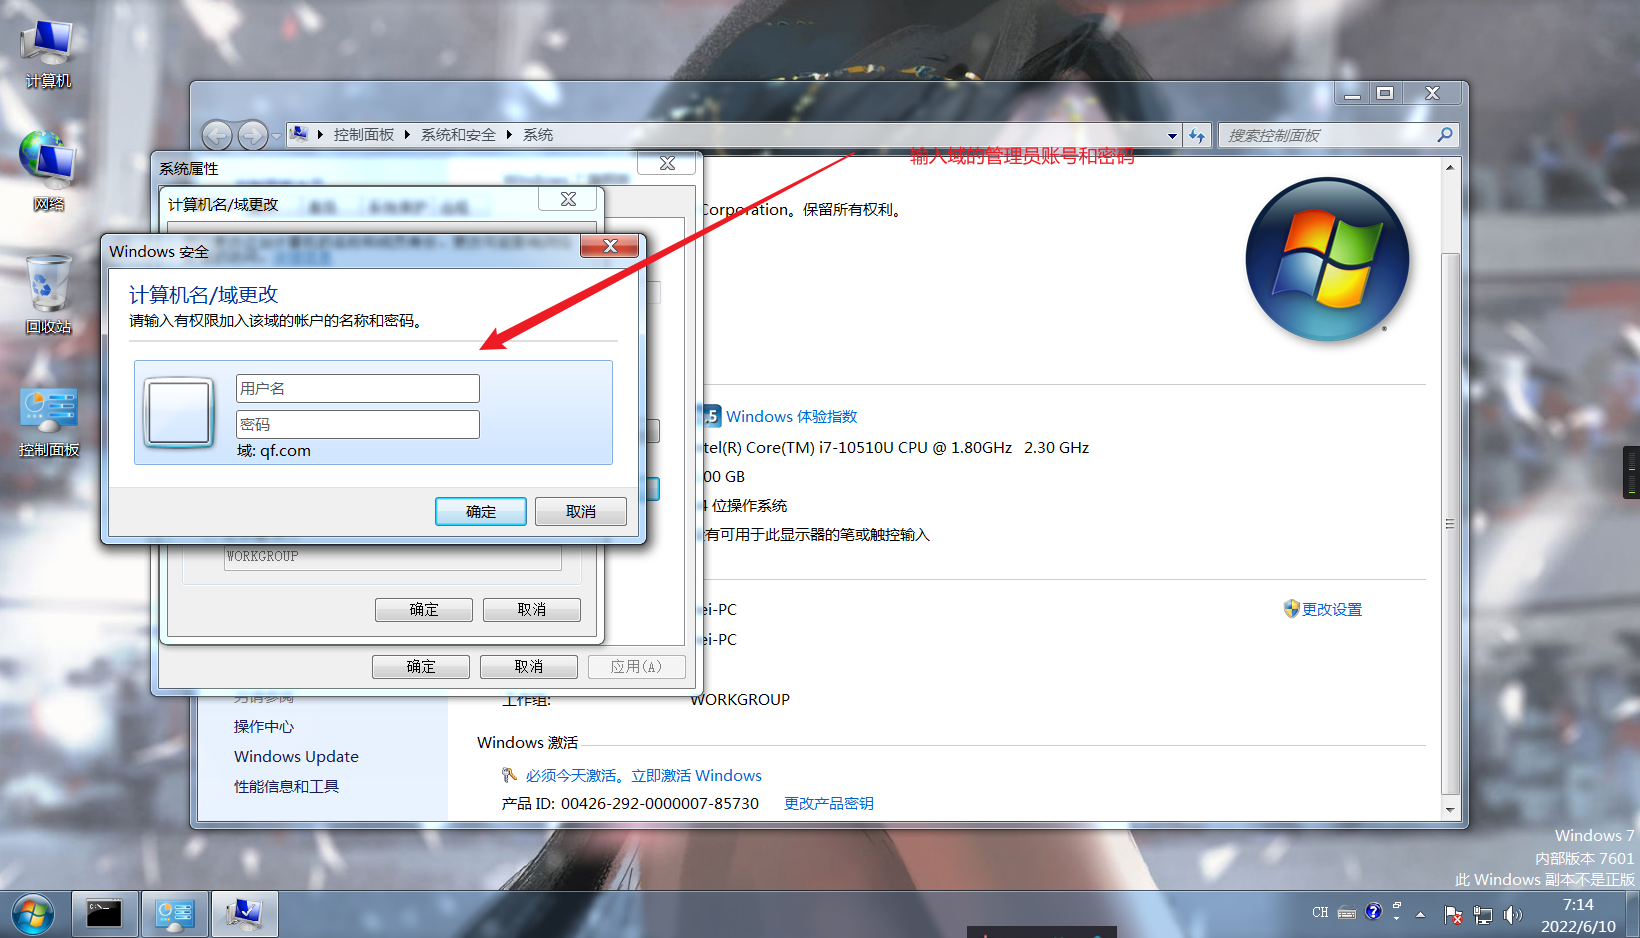 计算机
网络
回收站
控制面板
控制面板 系统和安全 系统
搜索控制面板
输入域的管理员账号和密码
系统属性
计算机名/域更改
Windows 安全
计算机名/域更改
请输入有权限加入该域的帐户的名称和密码。
用户名
密码
域: qf.com
确定 取消
WORKGROUP
确定 取消
确定 取消 应用(A)
Corporation。保留所有权利。
Windows 体验指数
tel(R) Core(TM) i7-10510U CPU @ 1.80GHz 2.30 GHz
00 GB
位操作系统
有可用于此显示器的笔或触控输入
ei-PC
更改设置
ei-PC
工作组: WORKGROUP
另请参阅
操作中心
Windows Update
性能信息和工具
Windows 激活
必须今天激活。立即激活 Windows
产品 ID: 00426-292-0000007-85730 更改产品密钥
Windows 7
内部版本 7601
此 Windows 副本不是正版
CH
7:14
2022/6/10